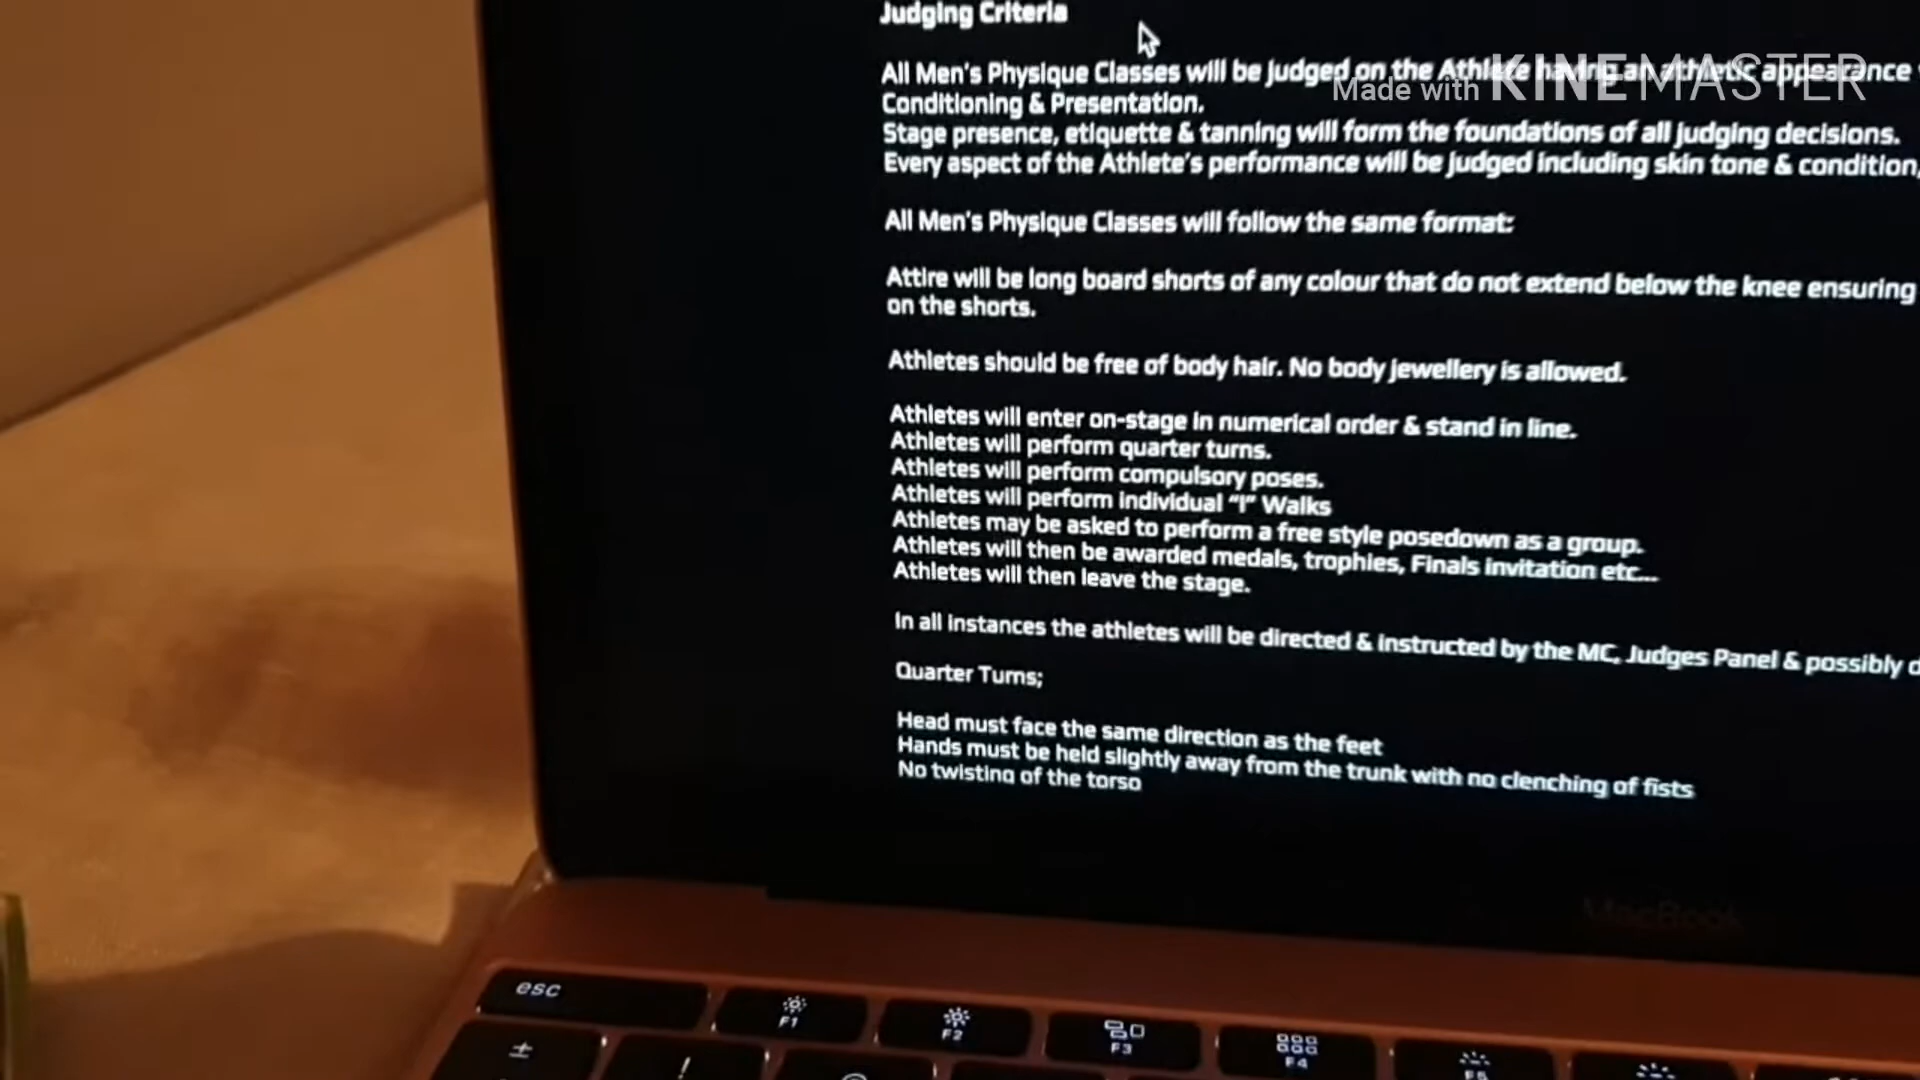 Judging Criteria
Made with KINEMASTER
All Men's Physique Classes will be judged on the Athlete having an athletic appearance
Conditioning & Presentation.
Stage presence, etiquette & tanning will form the foundations of all judging decisions.
Every aspect of the Athlete's performance will be judged including skin tone & condition,
All Men's Physique Classes will follow the same format:
Attire will be long board shorts of any colour that do not extend below the knee ensuring
on the shorts.
Athletes should be free of body hair. No body jewellery is allowed.
Athletes will enter on-stage in numerical order & stand in line.
Athletes will perform quarter turns.
Athletes will perform compulsory poses.
Athletes will perform individual “I” Walks
Athletes may be asked to perform a free style posedown as a group.
Athletes will then be awarded medals, trophies, Finals invitation etc...
Athletes will then leave the stage.
In all instances the athletes will be directed & instructed by the MC, Judges Panel & possibly
Quarter Turns;
Head must face the same direction as the feet
Hands must be held slightly away from the trunk with no clenching of fists
No twisting of the torso
MacBook
esc
F1
F2
F3
F4
F5
±
!